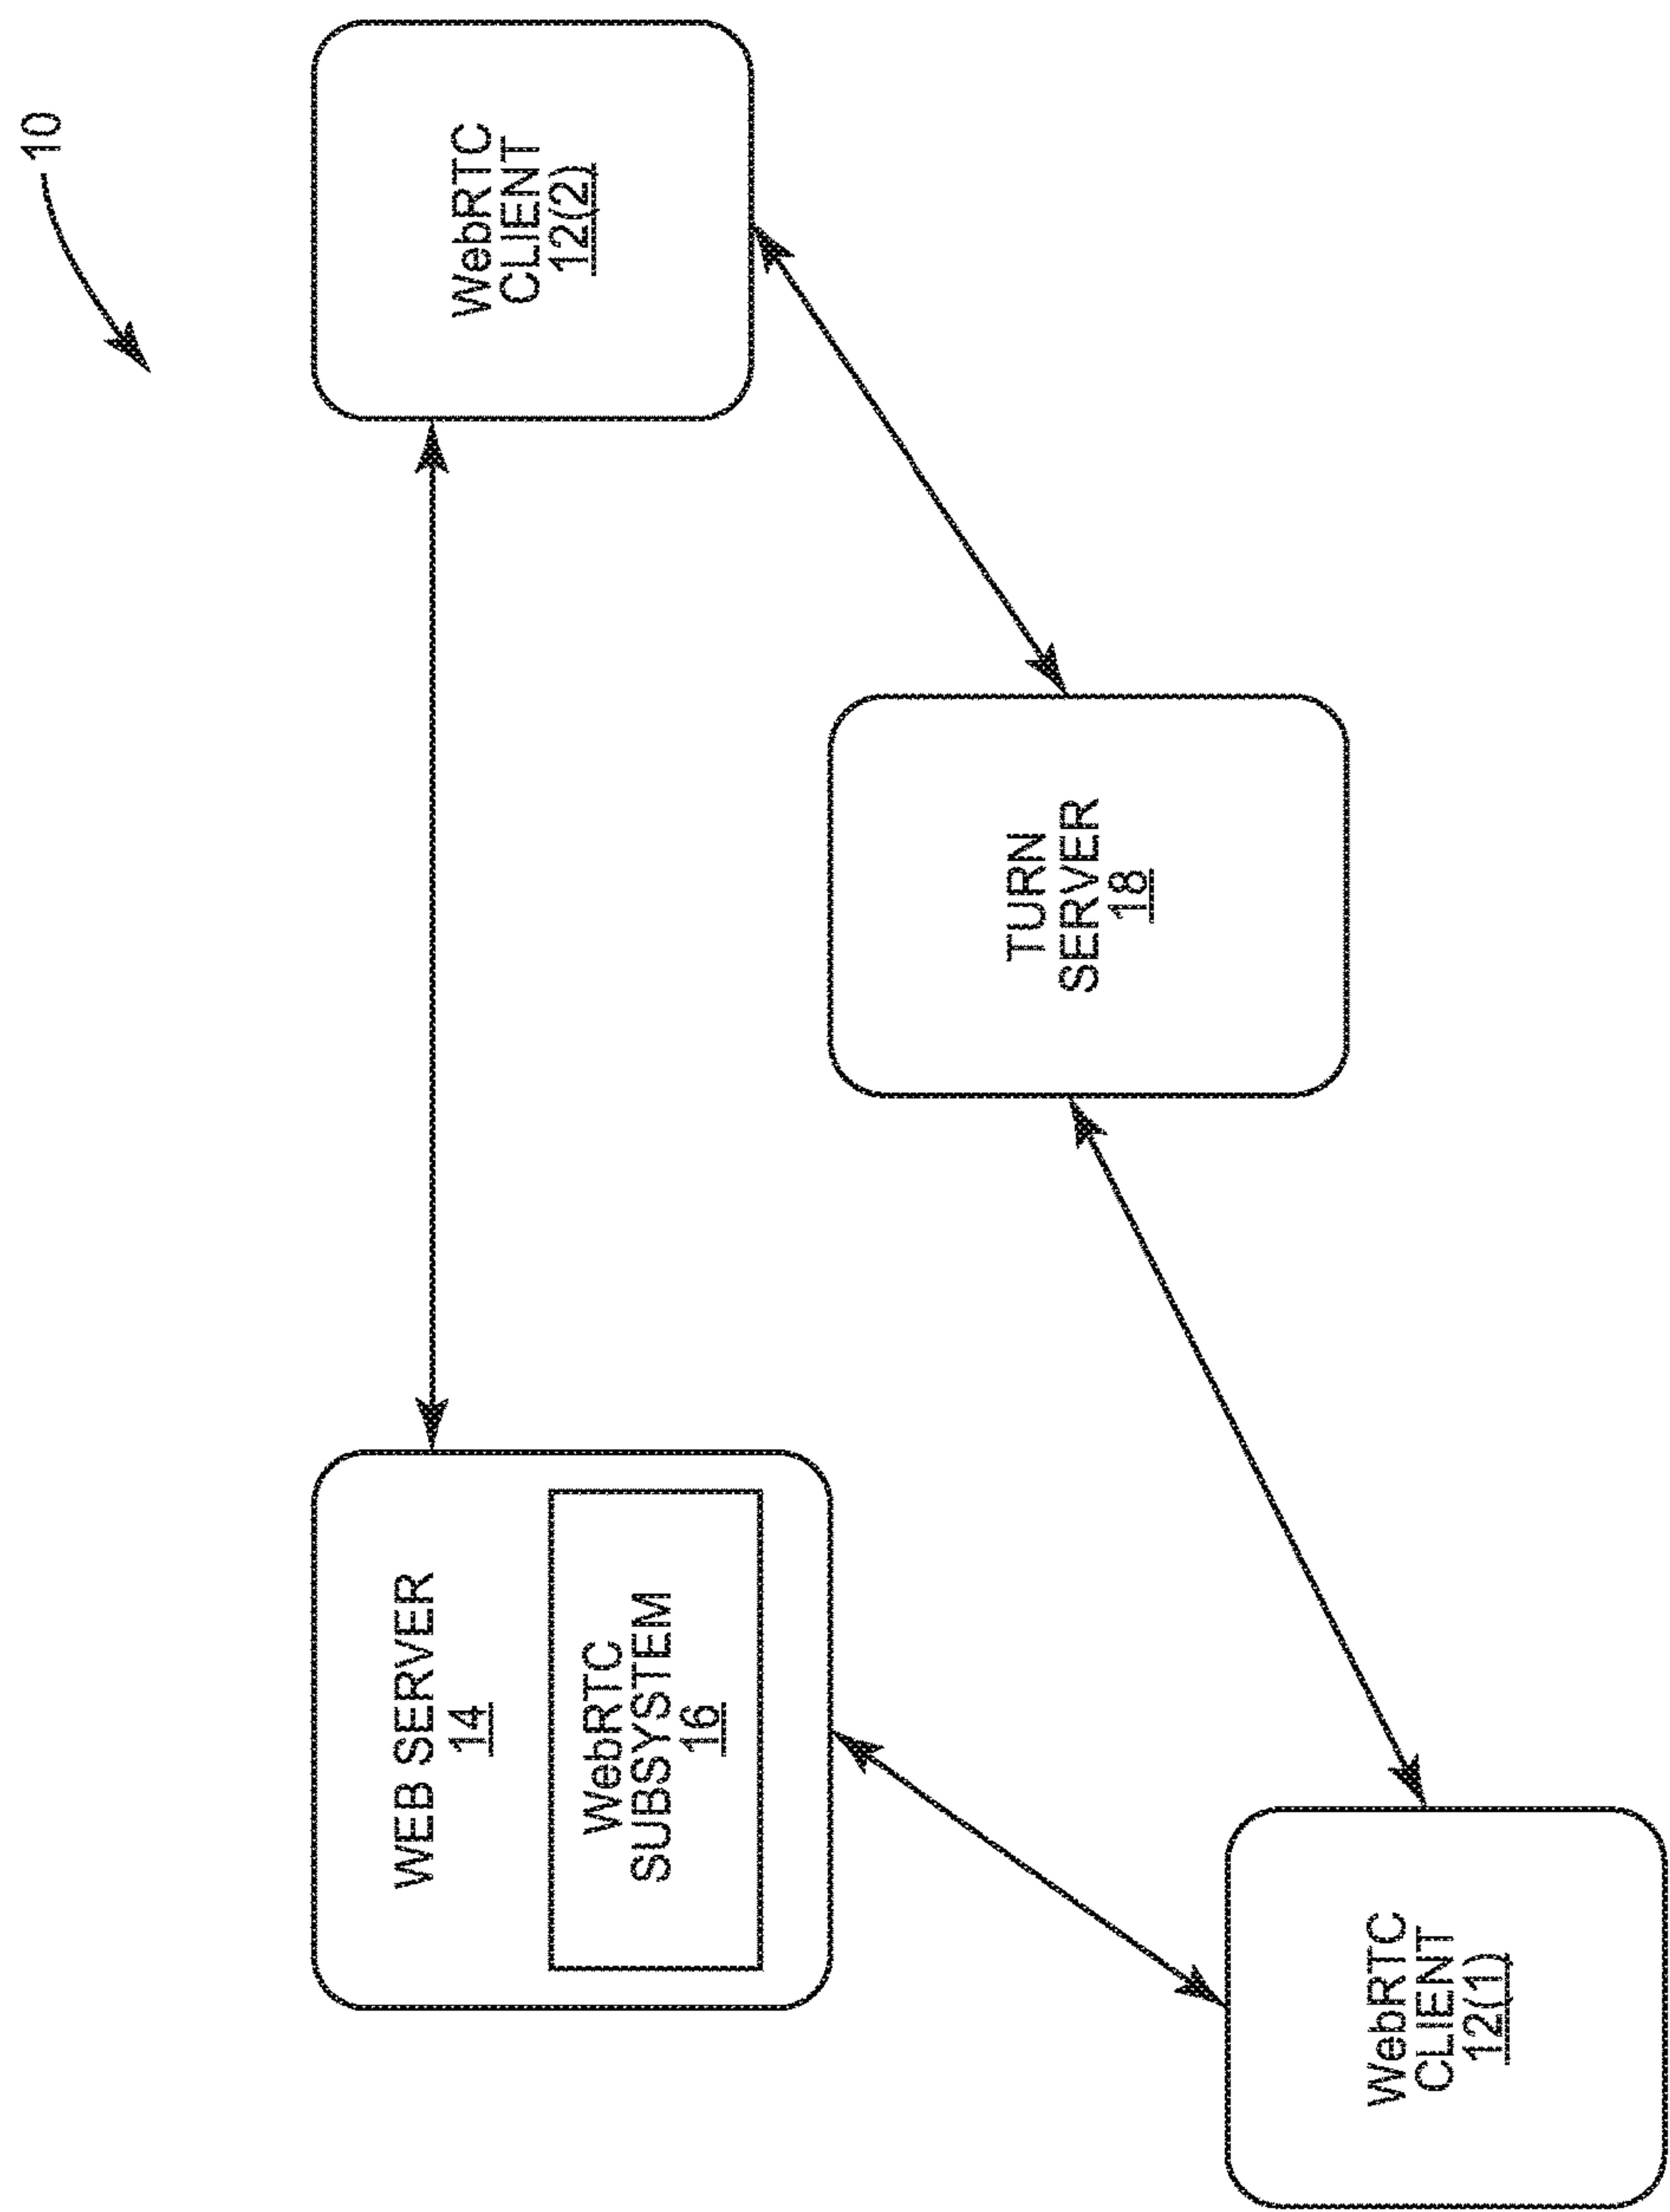 10
WEB SERVER
14
WebRTC
SUBSYSTEM
16
WebRTC
CLIENT
12(2)
TURN
SERVER
18
WebRTC
CLIENT
12(1)